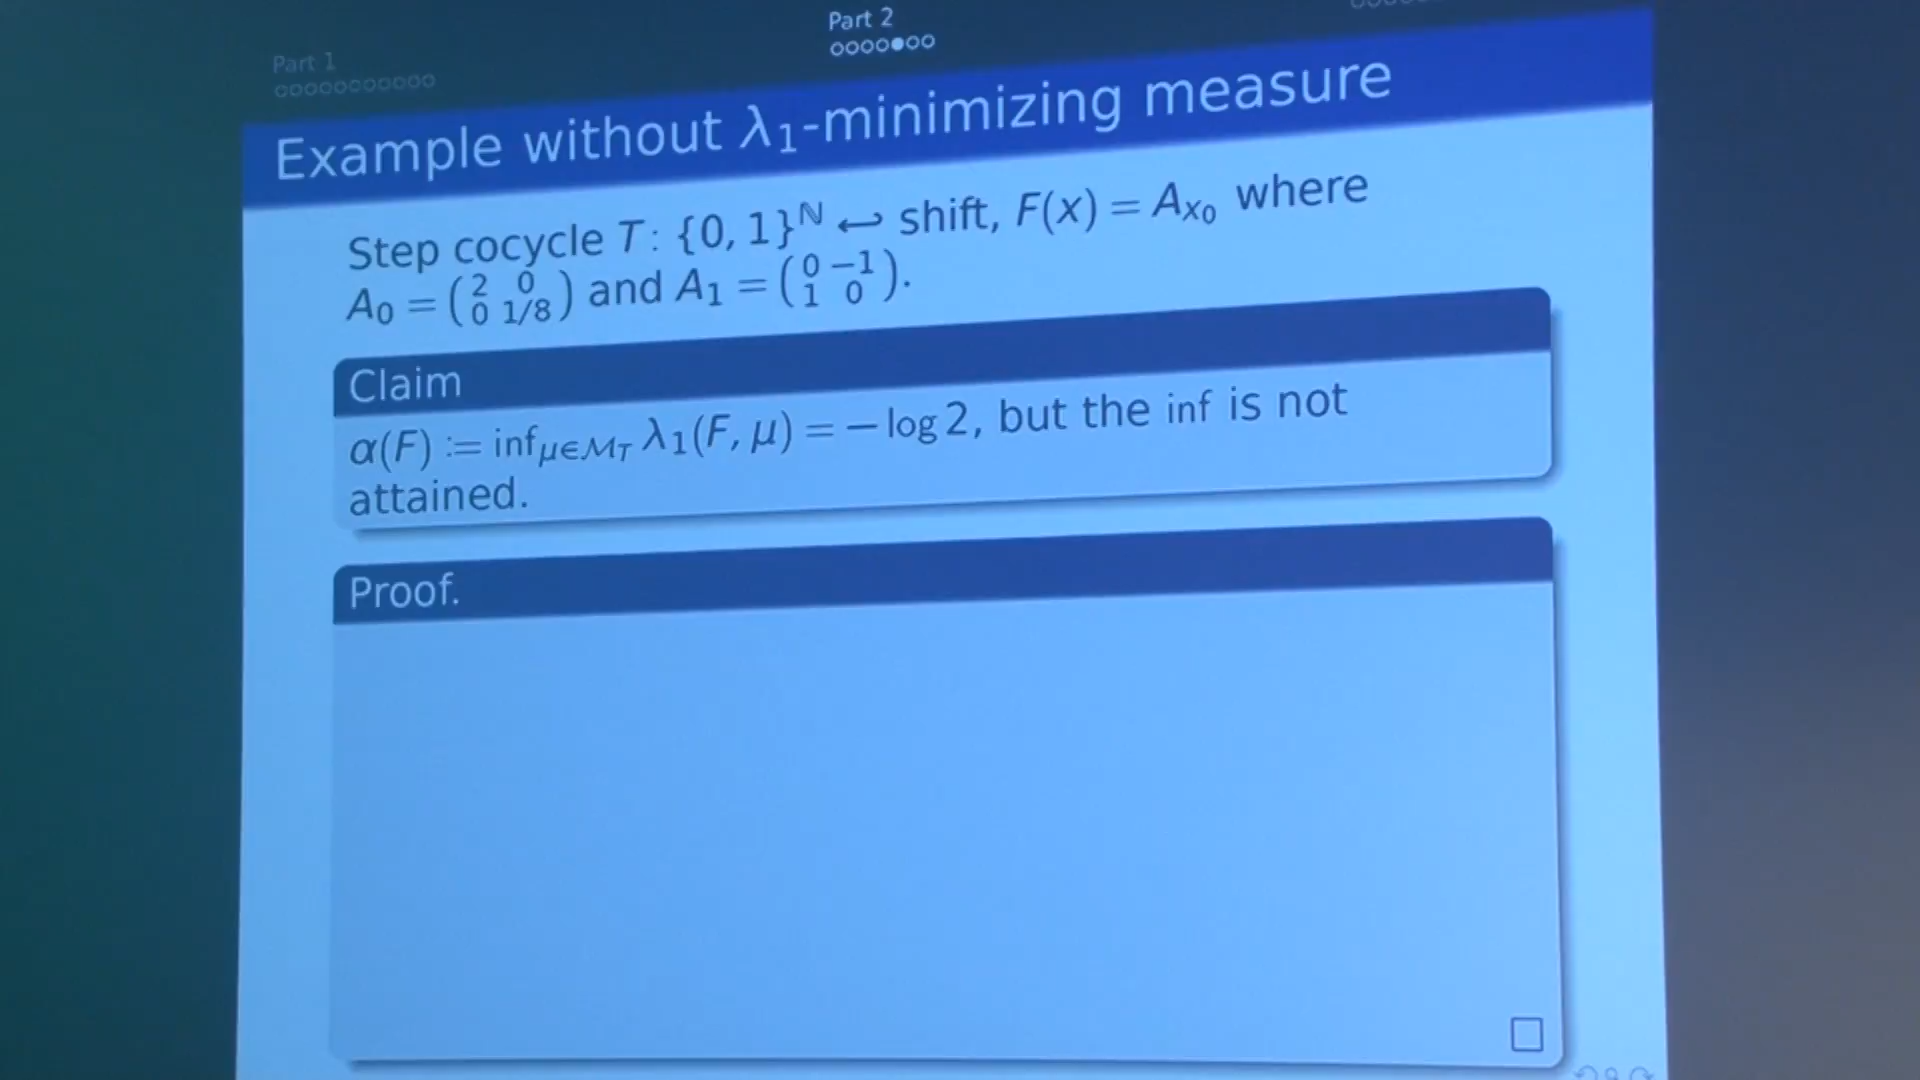 Part 1
Part 2
Example without λ₁-minimizing measure
Step cocycle T: {0, 1}^ℕ ↩ shift, F(x) = A_{x₀} where
A₀ = (2 0; 0 1/8) and A₁ = (0 −1; 1 0).
Claim
α(F) := inf_{μ∈ℳ_T} λ₁(F, μ) = − log 2, but the inf is not
attained.
Proof.